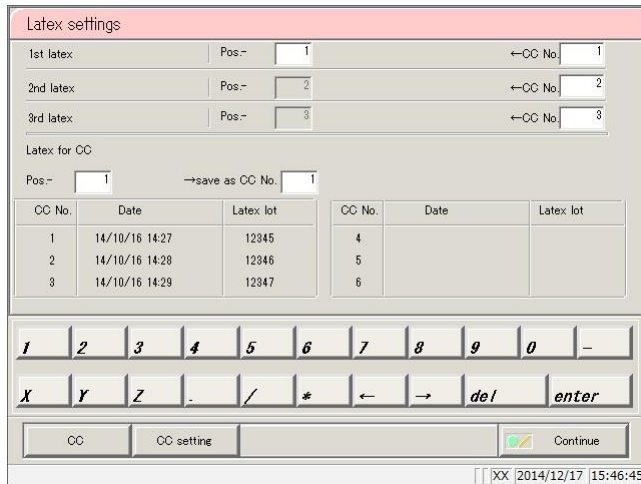 Latex settings
1st latex Pos.- 1 ←CC No. 1
2nd latex Pos.- 2 ←CC No. 2
3rd latex Pos.- 3 ←CC No. 3
Latex for CC
Pos.- 1 →save as CC No. 1
CC No. Date Latex lot CC No. Date Latex lot
1 14/10/16 14:27 12345 4
2 14/10/16 14:28 12346 5
3 14/10/16 14:29 12347 6
1 2 3 4 5 6 7 8 9 0 -
X Y Z . / * ← → del enter
CC CC setting Continue
XX 2014/12/17 15:46:45